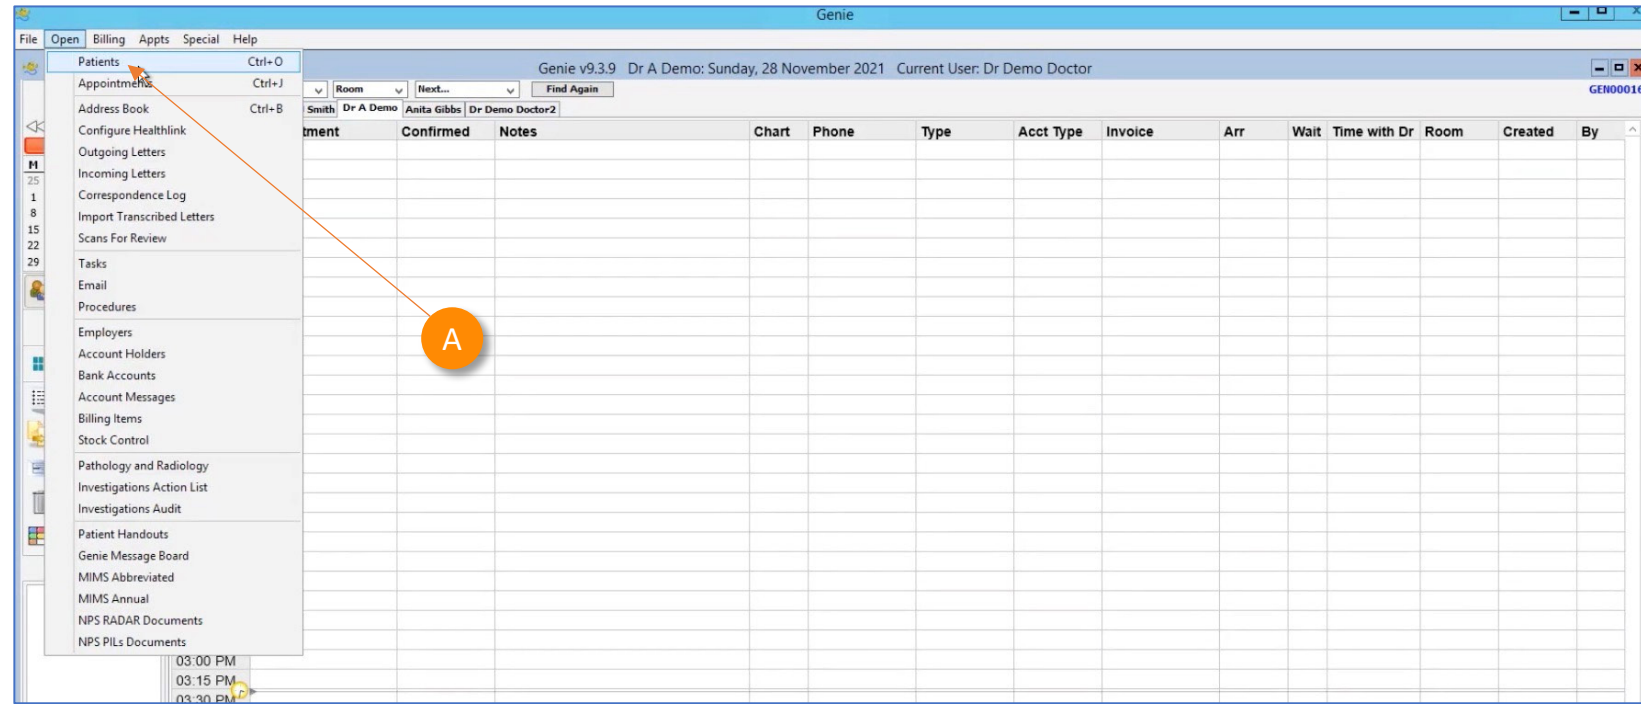 Genie
File Open Billing Appts Special Help
Patients Ctrl+O
Genie v9.3.9 Dr A Demo: Sunday, 28 November 2021 Current User: Dr Demo Doctor
Appointments Ctrl+J
Room Next... Find Again GEN00016
Address Book Ctrl+B
Smith Dr A Demo Anita Gibbs Dr Demo Doctor2
tment Confirmed Notes Chart Phone Type Acct Type Invoice Arr Wait Time with Dr Room Created By
Configure Healthlink
Outgoing Letters
M
Incoming Letters
25
Correspondence Log
1
Import Transcribed Letters
8
15
Scans For Review
22
Tasks
29
Email
Procedures
Employers
A
Account Holders
Bank Accounts
Account Messages
Billing Items
Stock Control
Pathology and Radiology
Investigations Action List
Investigations Audit
Patient Handouts
Genie Message Board
MIMS Abbreviated
MIMS Annual
NPS RADAR Documents
NPS PILs Documents
03:00 PM
03:15 PM
03:30 PM